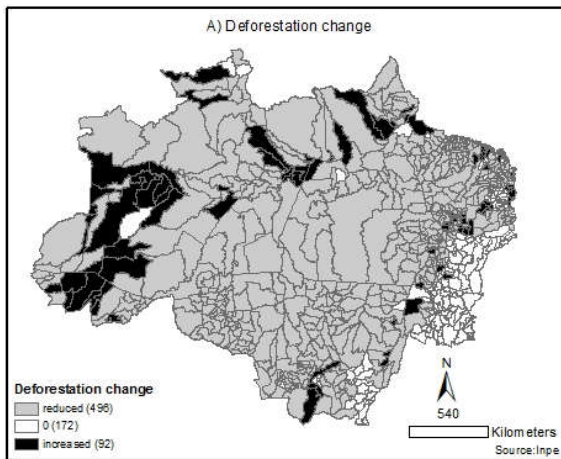 A) Deforestation change
Deforestation change
reduced (496)
0 (172)
increased (92)
N
540
Kilometers
Source:Inpe